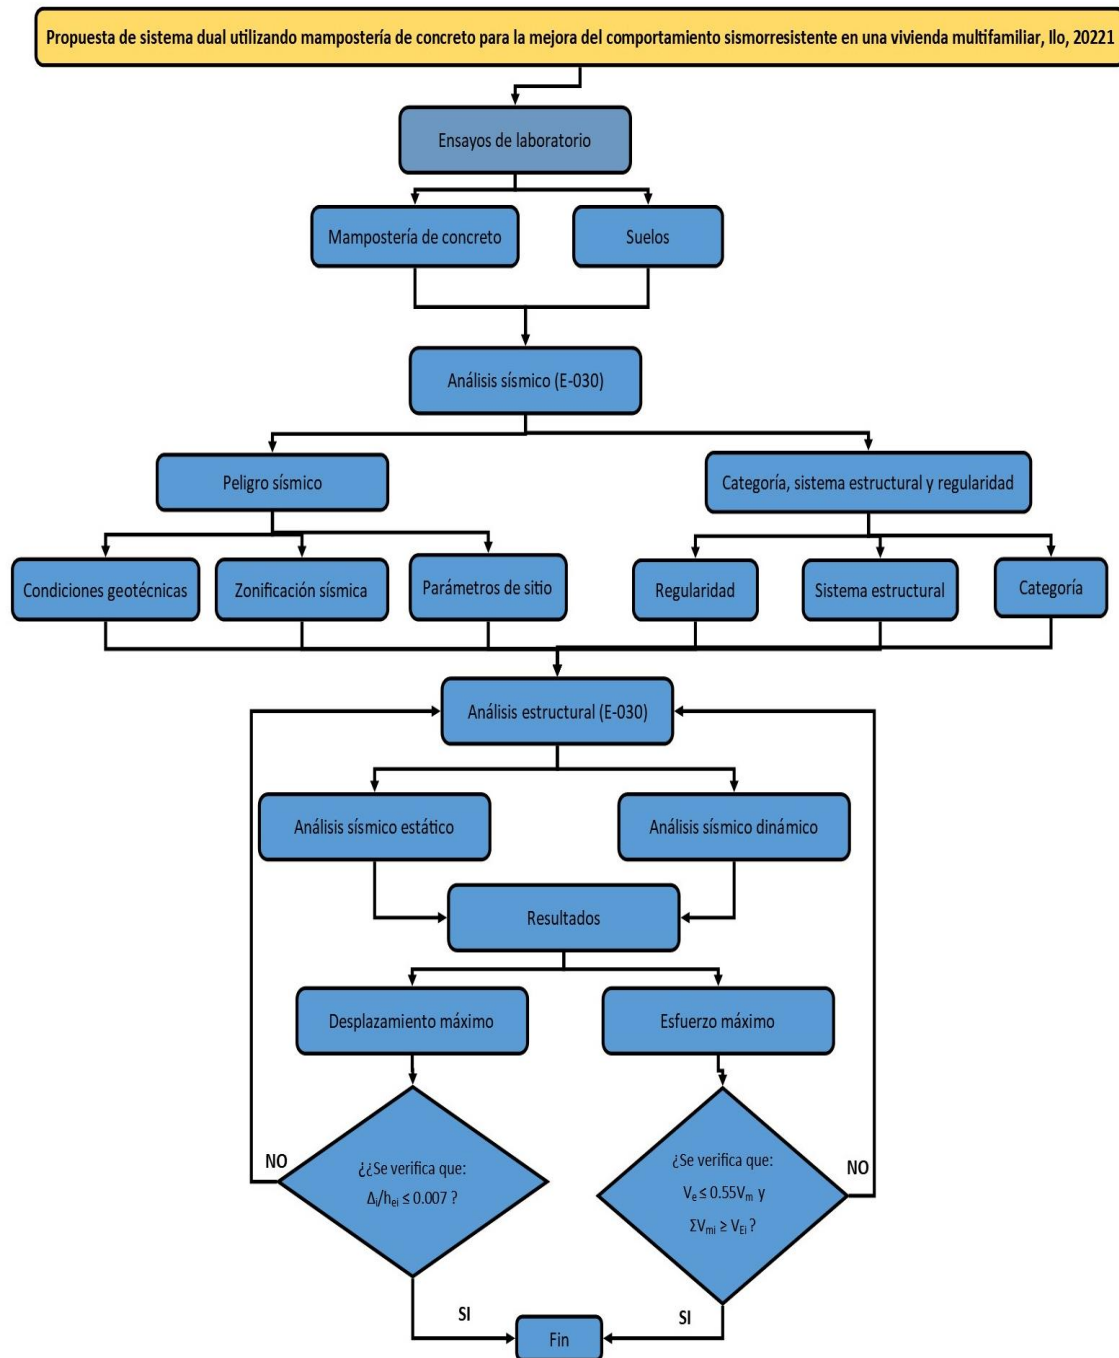 Propuesta de sistema dual utilizando mampostería de concreto para la mejora del comportamiento sismorresistente en una vivienda multifamiliar, Ilo, 20221
Ensayos de laboratorio
Mampostería de concreto
Suelos
Análisis sísmico (E-030)
Peligro sísmico
Categoría, sistema estructural y regularidad
Condiciones geotécnicas
Zonificación sísmica
Parámetros de sitio
Regularidad
Sistema estructural
Categoría
Análisis estructural (E-030)
Análisis sísmico estático
Análisis sísmico dinámico
Resultados
Desplazamiento máximo
Esfuerzo máximo
NO
¿¿Se verifica que:
Δᵢ/hₑᵢ ≤ 0.007 ?
¿Se verifica que:
Vₑ ≤ 0.55Vₘ y
ΣVₘᵢ ≥ V_Eᵢ ?
NO
SI
SI
Fin